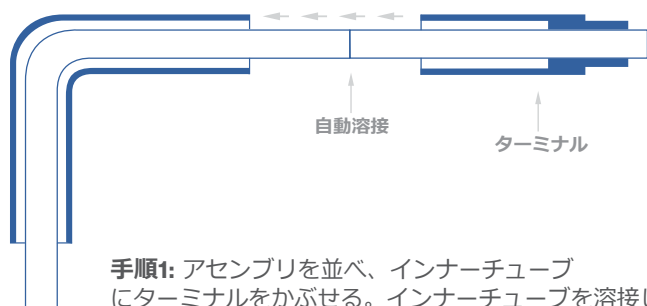 自動溶接
ターミナル
手順1: アセンブリを並べ、インナーチューブ
にターミナルをかぶせる。インナーチューブを溶接し